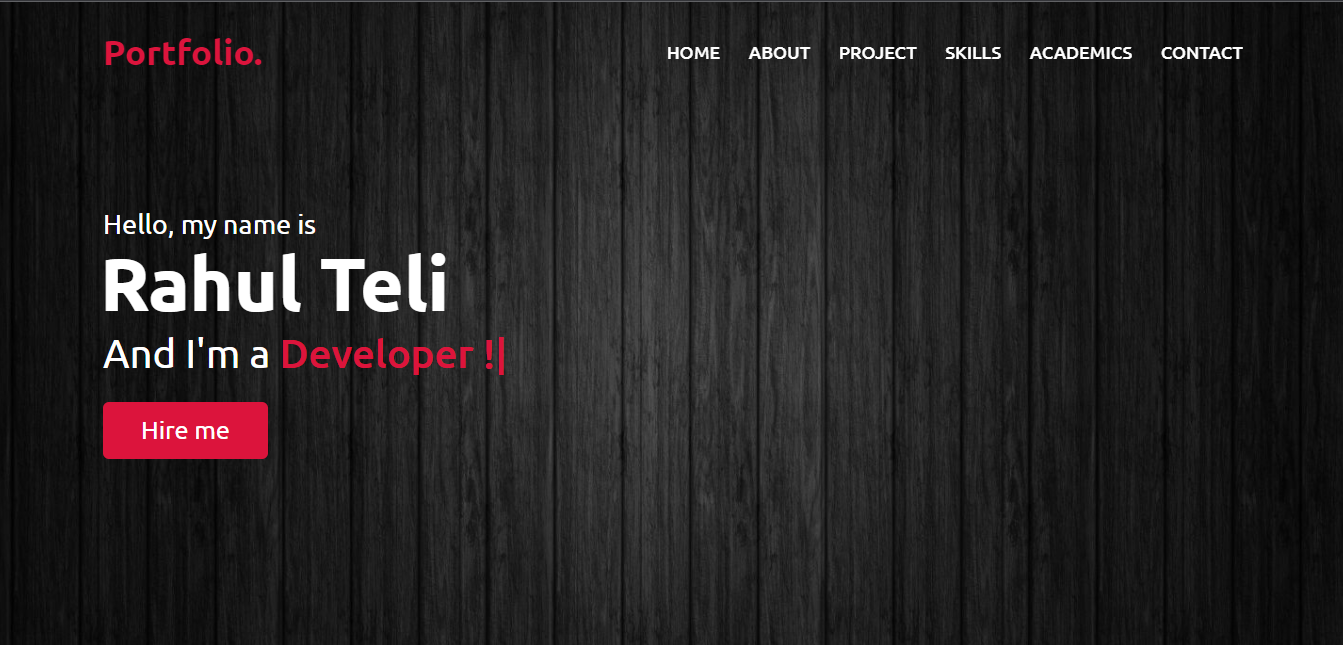 Portfolio.
HOME ABOUT PROJECT SKILLS ACADEMICS CONTACT
Hello, my name is
Rahul Teli
And I'm a Developer !|
Hire me